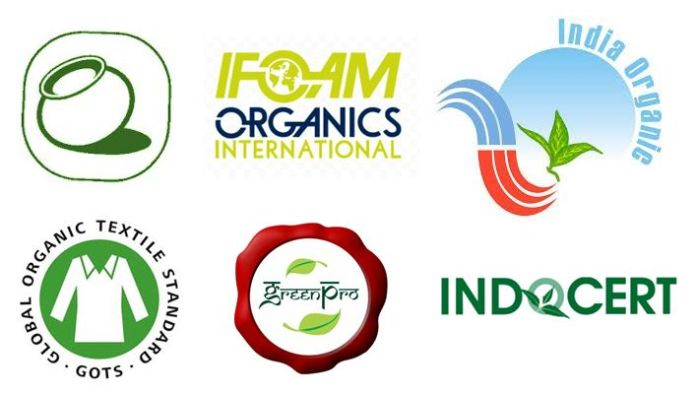 IFOAM
ORGANICS
INTERNATIONAL
India Organic
GLOBAL ORGANIC TEXTILE STANDARD
· GOTS ·
greenPro
INDOCERT